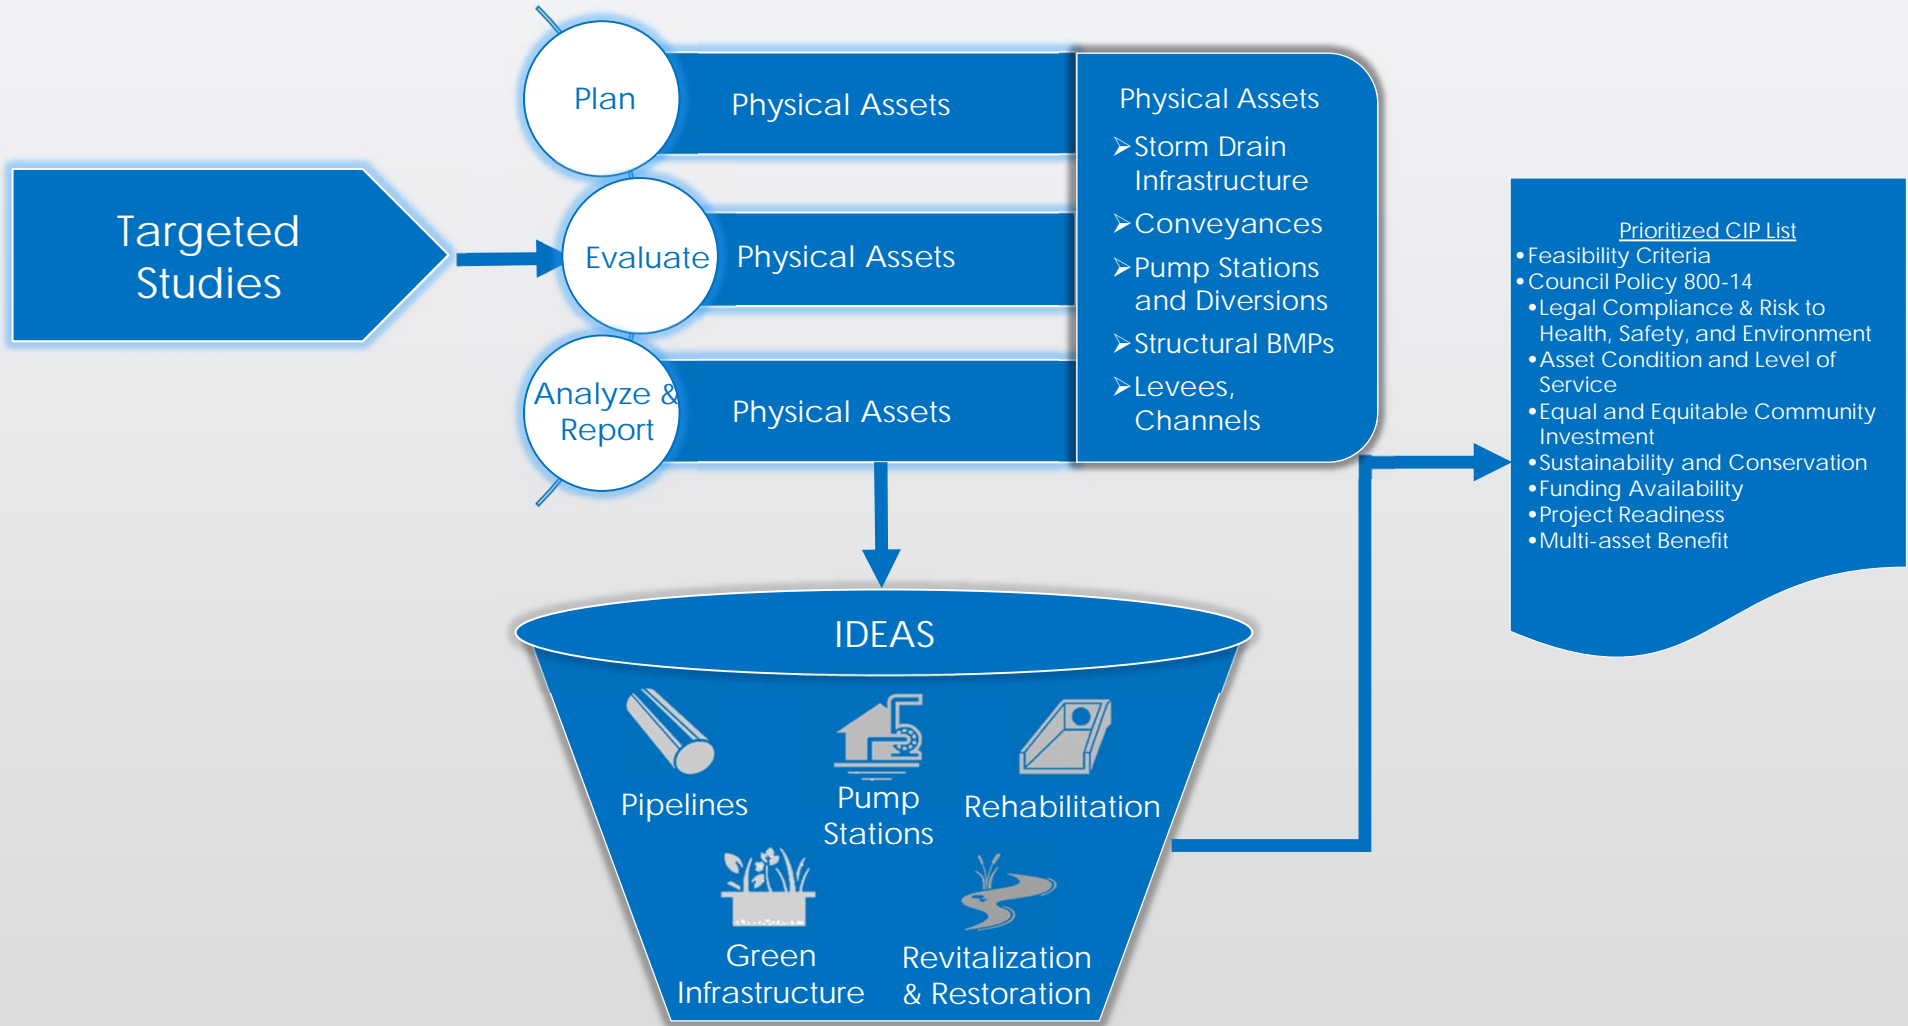 Targeted
Studies
Plan
Physical Assets
Evaluate
Physical Assets
Analyze &
Report
Physical Assets
Physical Assets
➢Storm Drain
Infrastructure
➢Conveyances
➢Pump Stations
and Diversions
➢Structural BMPs
➢Levees,
Channels
IDEAS
Pipelines
Pump
Stations
Rehabilitation
Green
Infrastructure
Revitalization
& Restoration
Prioritized CIP List
•Feasibility Criteria
•Council Policy 800-14
•Legal Compliance & Risk to
Health, Safety, and Environment
•Asset Condition and Level of
Service
•Equal and Equitable Community
Investment
•Sustainability and Conservation
•Funding Availability
•Project Readiness
•Multi-asset Benefit